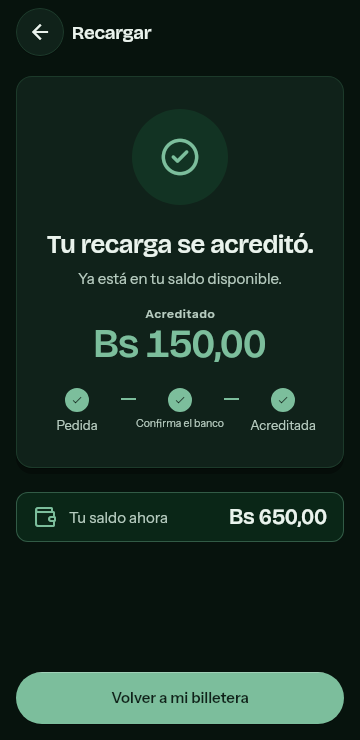 Recargar
Tu recarga se acreditó.
Ya está en tu saldo disponible.
Acreditado
Bs 150,00
Pedida
Confirma el banco
Acreditada
Tu saldo ahora
Bs 650,00
Volver a mi billetera